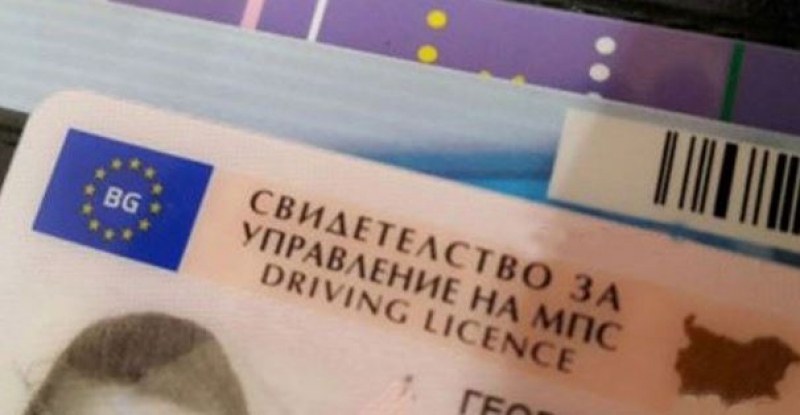 BG
СВИДЕТЕЛСТВО ЗА
УПРАВЛЕНИЕ НА МПС
DRIVING LICENCE